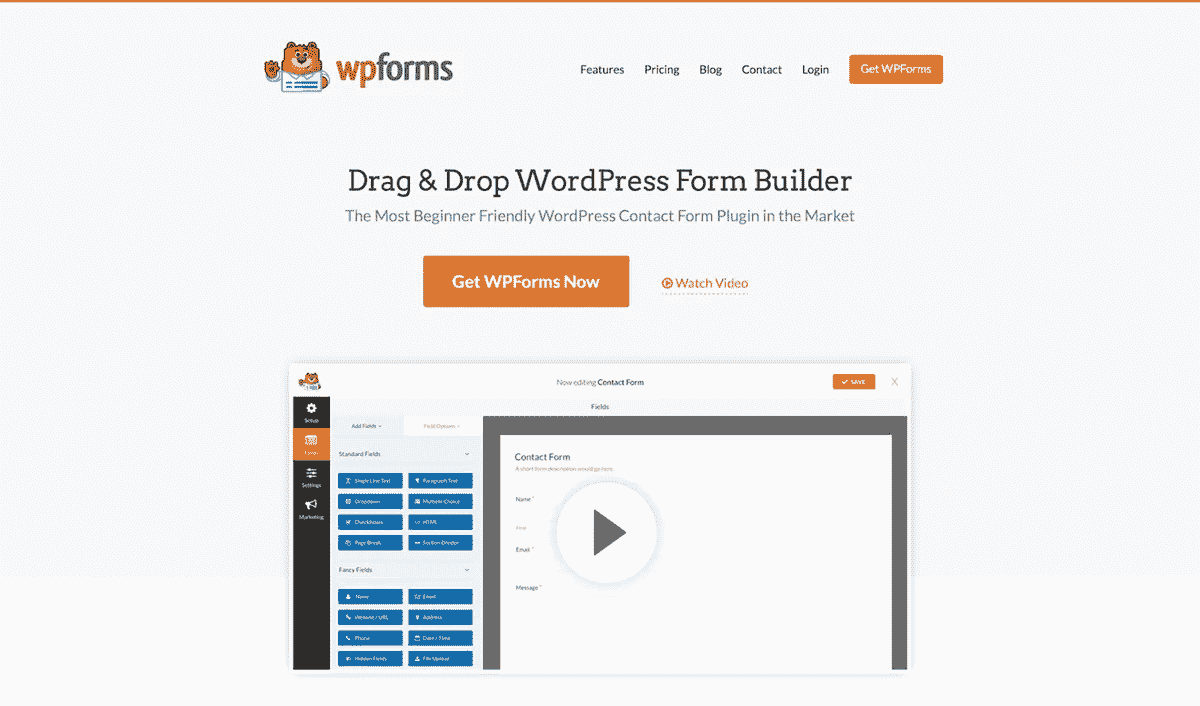 wpforms
Features Pricing Blog Contact Login Get WPForms
Drag & Drop WordPress Form Builder
The Most Beginner Friendly WordPress Contact Form Plugin in the Market
Get WPForms Now Watch Video
Now editing Contact Form SAVE X
Fields
Setup
Fields
Settings
Marketing
Add Fields Field Options
Standard Fields
Single Line Text Paragraph Text
Dropdown Multiple Choice
Checkboxes HTML
Page Break Section Divider
Fancy Fields
Name Email
Website / URL Address
Phone Date / Time
Hidden Fields File Upload
Contact Form
A short form description would go here
Name *
First
Email *
Message *